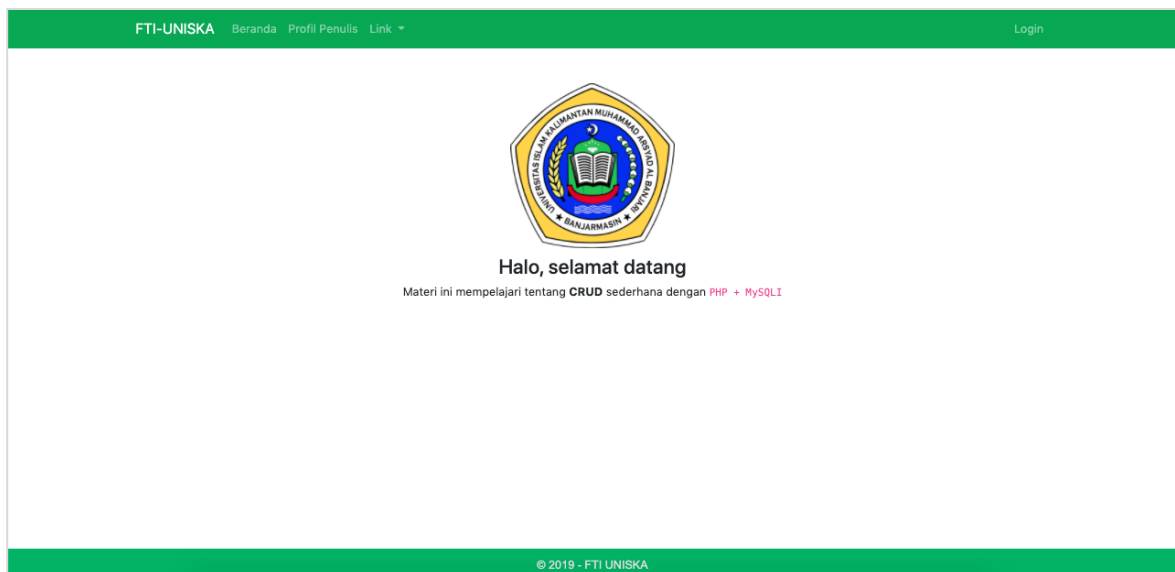 FTI-UNISKA Beranda Profil Penulis Link Login
UNIVERSITAS ISLAM KALIMANTAN MUHAMMAD ARSYAD AL BANJARI
BANJARMASIN
Halo, selamat datang
Materi ini mempelajari tentang CRUD sederhana dengan PHP + MySQLI
© 2019 - FTI UNISKA